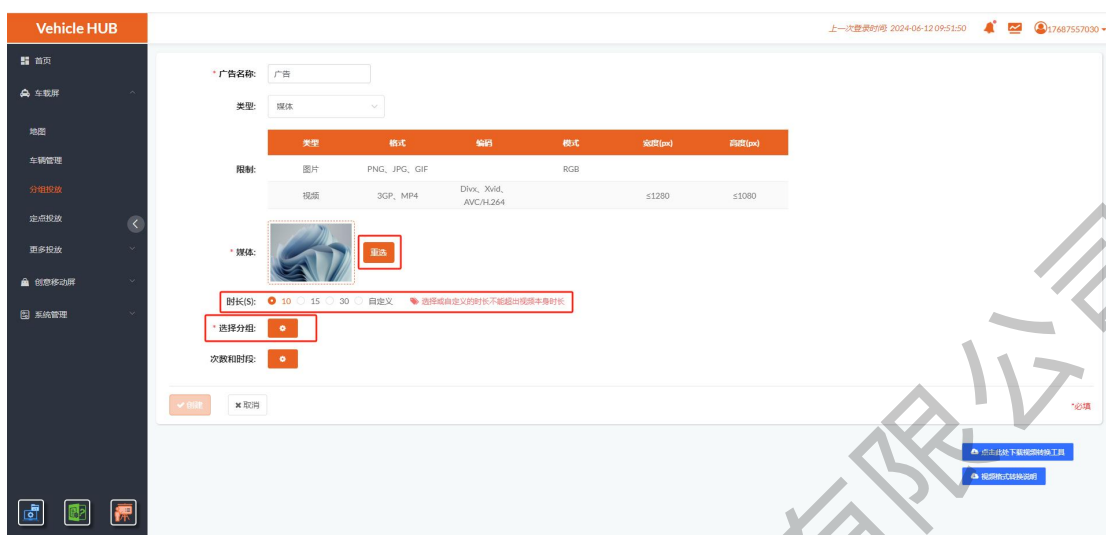 Vehicle HUB
上一次登录时间: 2024-06-12 09:51:50
17687557030
首页
车载屏
地图
车辆管理
分组投放
定点投放
更多投放
创意移动屏
系统管理
* 广告名称: 广告
类型: 媒体
限制:
类型 格式 编码 模式 宽度(px) 高度(px)
图片 PNG、JPG、GIF RGB
视频 3GP、MP4 Divx、Xvid、AVC/H.264 ≤1280 ≤1080
* 媒体: 重选
时长(S): 10 15 30 自定义 选择或自定义的时长不能超出视频本身时长
* 选择分组:
次数和时段:
创建 取消
*必填
点击此处下载视频转换工具
视频格式转换说明
有限公司